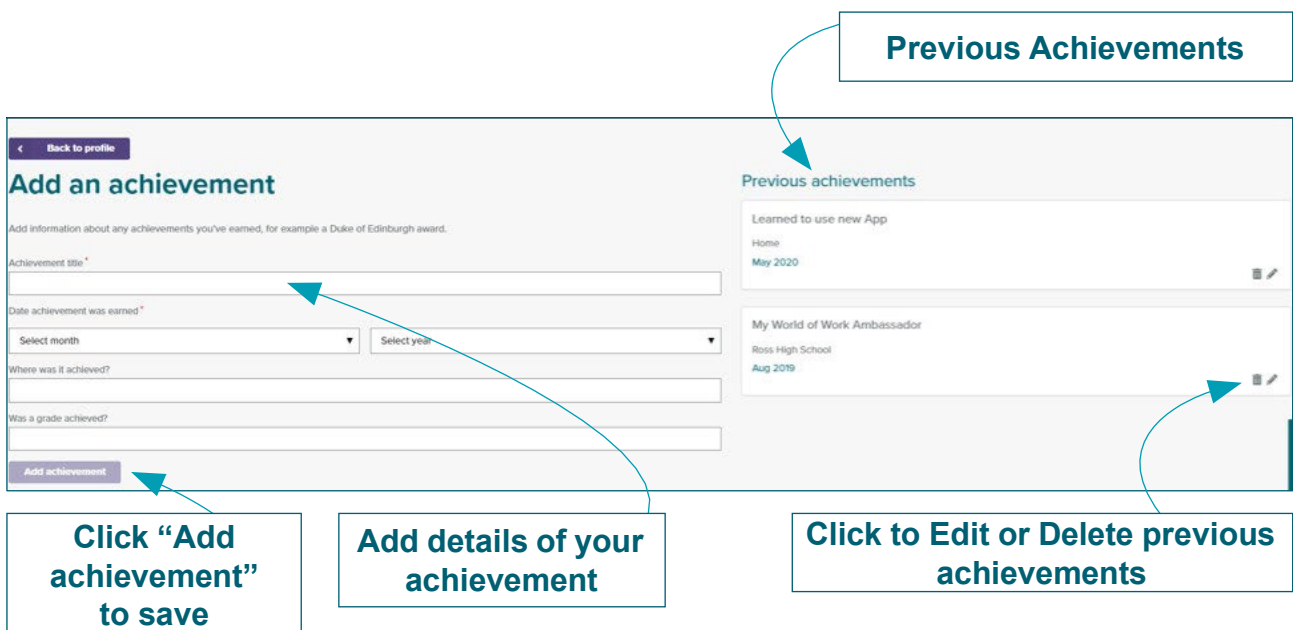 Previous Achievements
Back to profile
Add an achievement
Add information about any achievements you've earned, for example a Duke of Edinburgh award.
Achievement title *
Date achievement was earned *
Select month
Select year
Where was it achieved?
Was a grade achieved?
Add achievement
Previous achievements
Learned to use new App
Home
May 2020
My World of Work Ambassador
Ross High School
Aug 2019
Click “Add
achievement”
to save
Add details of your
achievement
Click to Edit or Delete previous
achievements